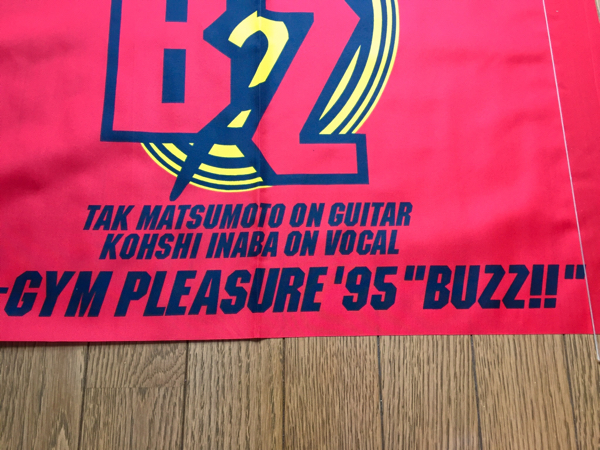 B'z
TAK MATSUMOTO ON GUITAR
KOHSHI INABA ON VOCAL
-GYM PLEASURE '95 "BUZZ!!"